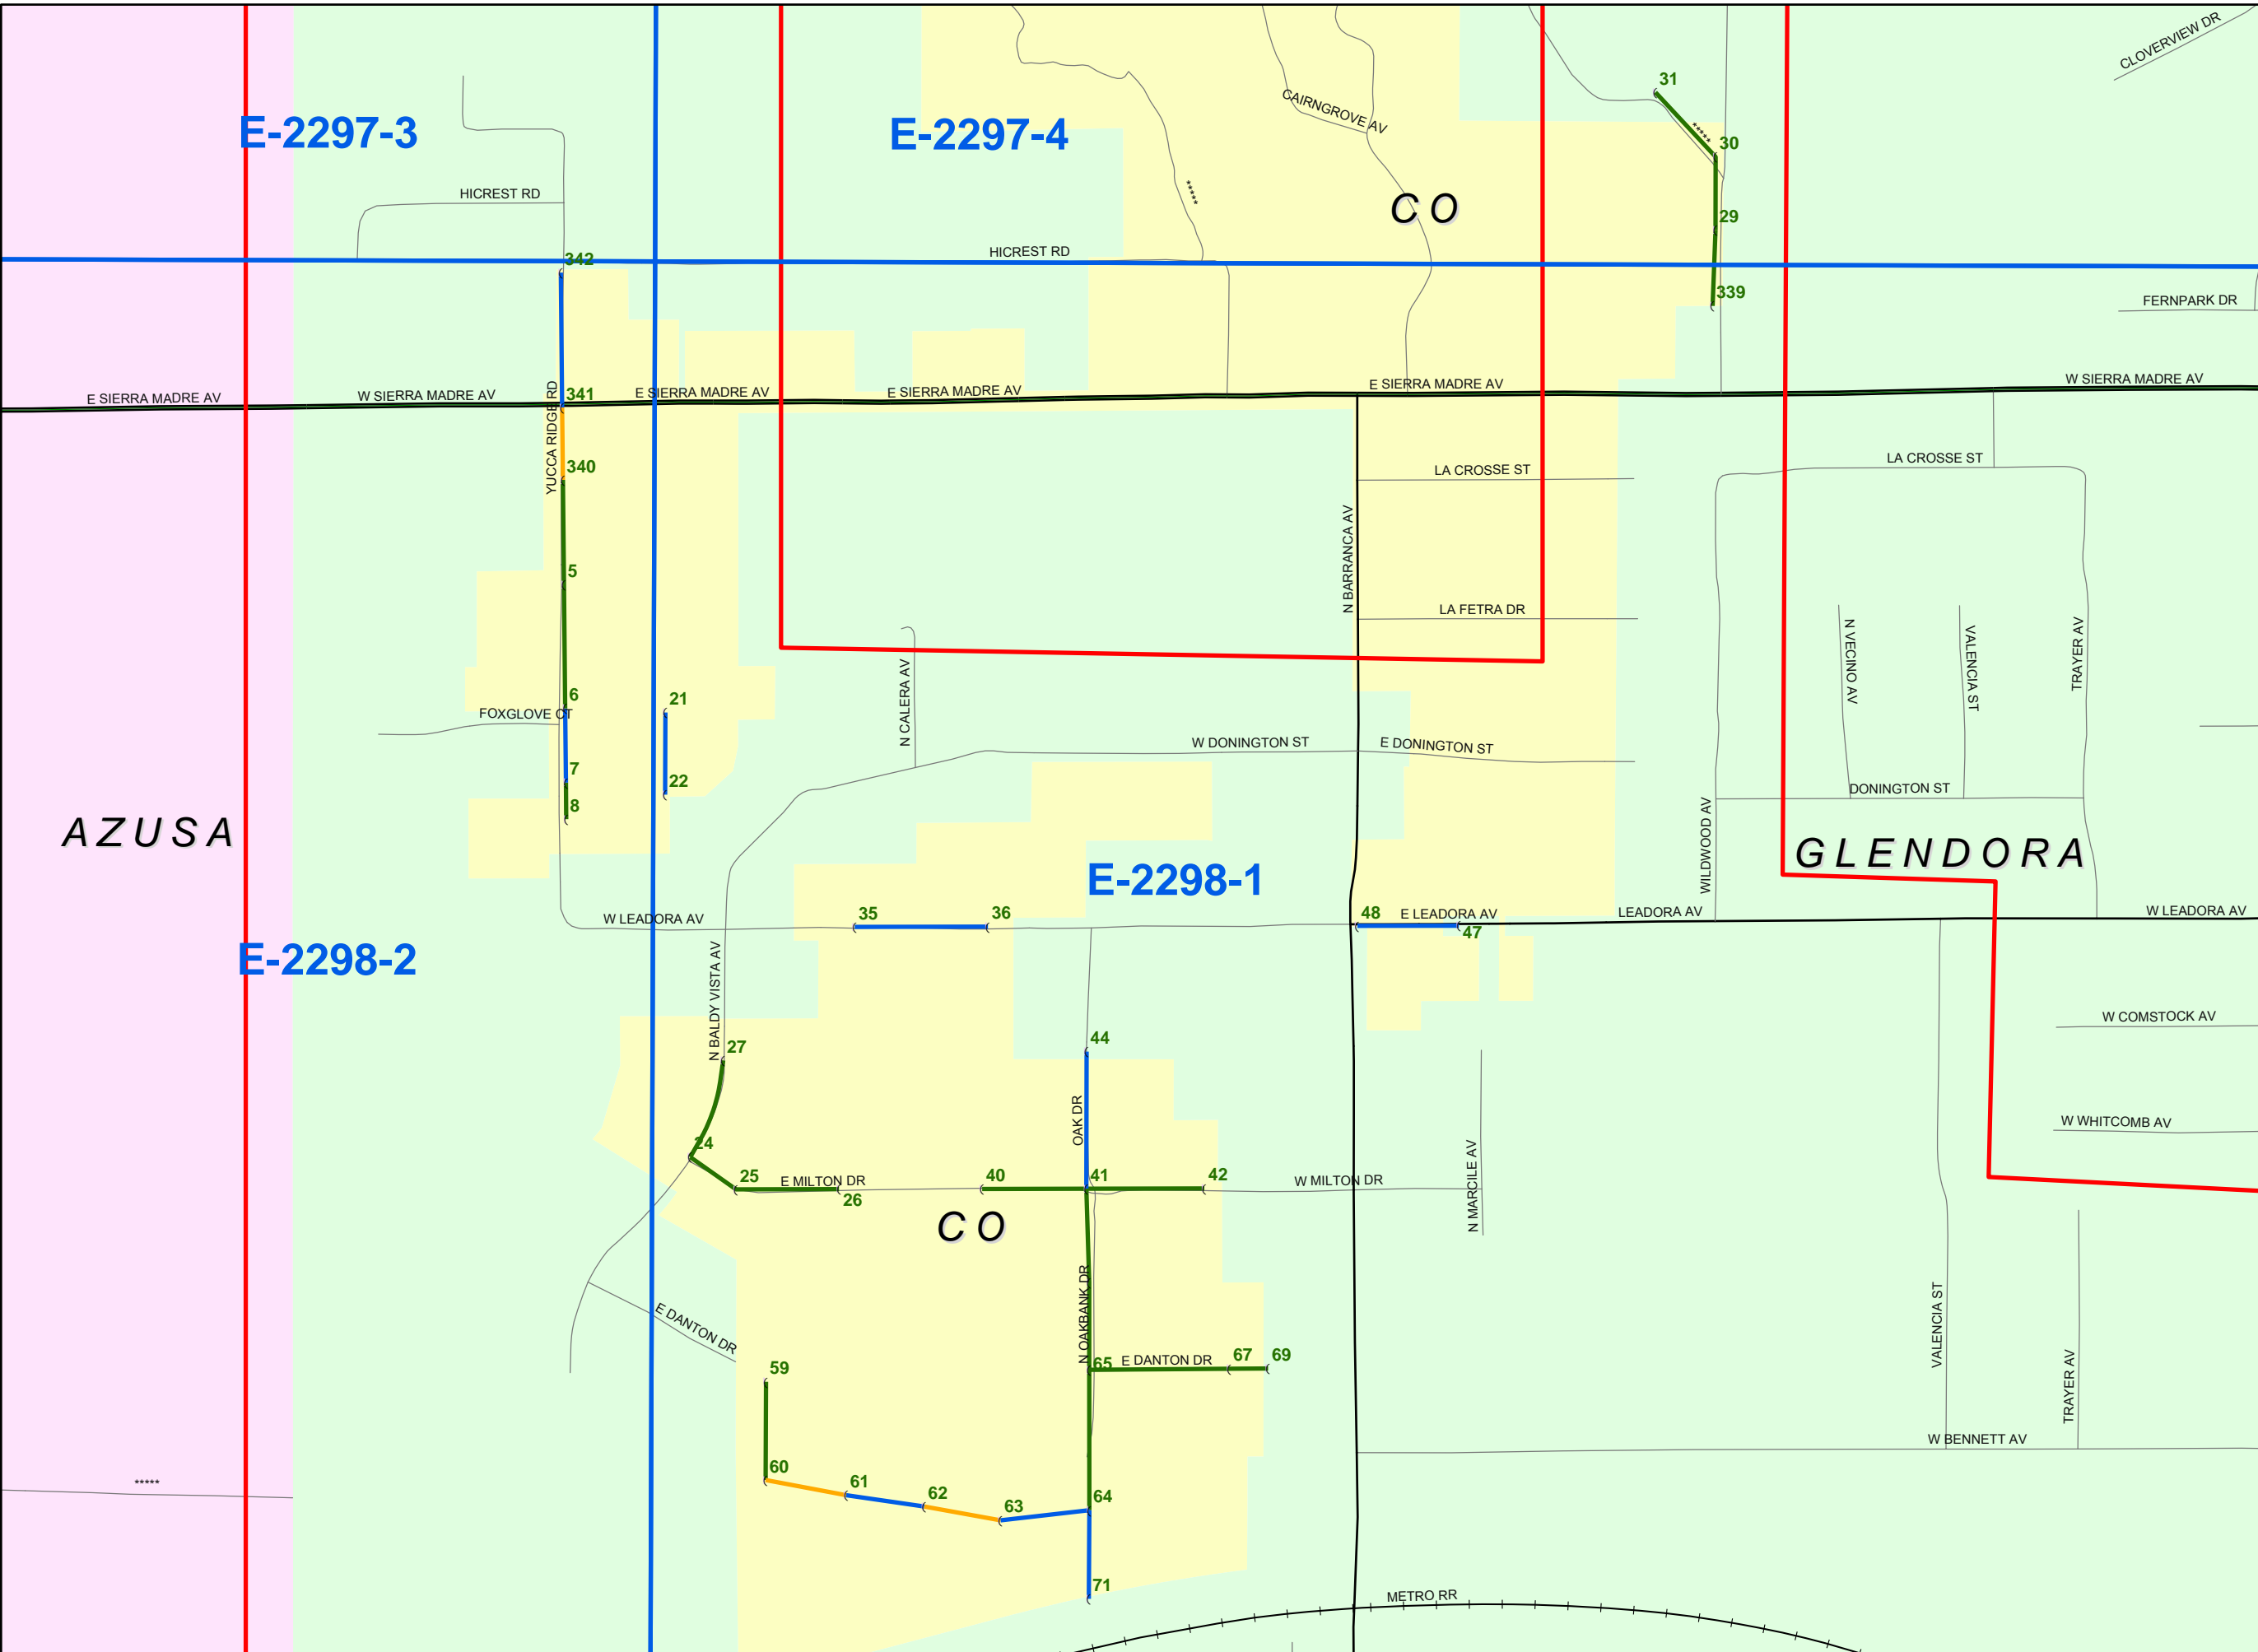 CLOVERVIEW DR
31
CAIRNGROVE AV
E-2297-3
E-2297-4
*****
30
HICREST RD
*****
CO
29
HICREST RD
342
339
FERNPARK DR
E SIERRA MADRE AV
W SIERRA MADRE AV
YUCCA RIDGE RD
341
E SIERRA MADRE AV
E SIERRA MADRE AV
E SIERRA MADRE AV
W SIERRA MADRE AV
340
LA CROSSE ST
LA CROSSE ST
N BARRANCA AV
5
LA FETRA DR
N VECINO AV
VALENCIA ST
TRAYER AV
6
21
FOXGLOVE CT
N CALERA AV
W DONINGTON ST
E DONINGTON ST
7
22
8
DONINGTON ST
AZUSA
WILDWOOD AV
GLENDORA
E-2298-1
W LEADORA AV
35
36
48
E LEADORA AV
LEADORA AV
W LEADORA AV
47
E-2298-2
N BALDY VISTA AV
W COMSTOCK AV
27
44
OAK DR
24
N MARCILE AV
W WHITCOMB AV
25
E MILTON DR
26
40
41
42
W MILTON DR
CO
N OAKBANK DR
E DANTON DR
VALENCIA ST
TRAYER AV
59
65
E DANTON DR
67
69
W BENNETT AV
60
*****
61
62
63
64
71
METRO RR